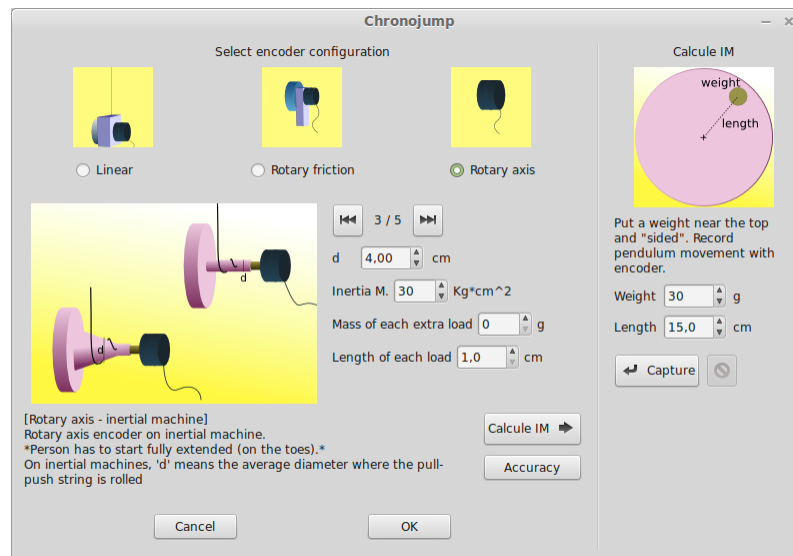 Chronojump
Select encoder configuration
Linear
Rotary friction
Rotary axis
3 / 5
d 4,00 cm
Inertia M. 30 Kg*cm^2
Mass of each extra load 0 g
Length of each load 1,0 cm
d
d
[Rotary axis - inertial machine]
Rotary axis encoder on inertial machine.
*Person has to start fully extended (on the toes).*
On inertial machines, 'd' means the average diameter where the pull-
push string is rolled
Calcule IM
Accuracy
Cancel
OK
Calcule IM
weight
length
Put a weight near the top
and "sided". Record
pendulum movement with
encoder.
Weight 30 g
Length 15,0 cm
Capture